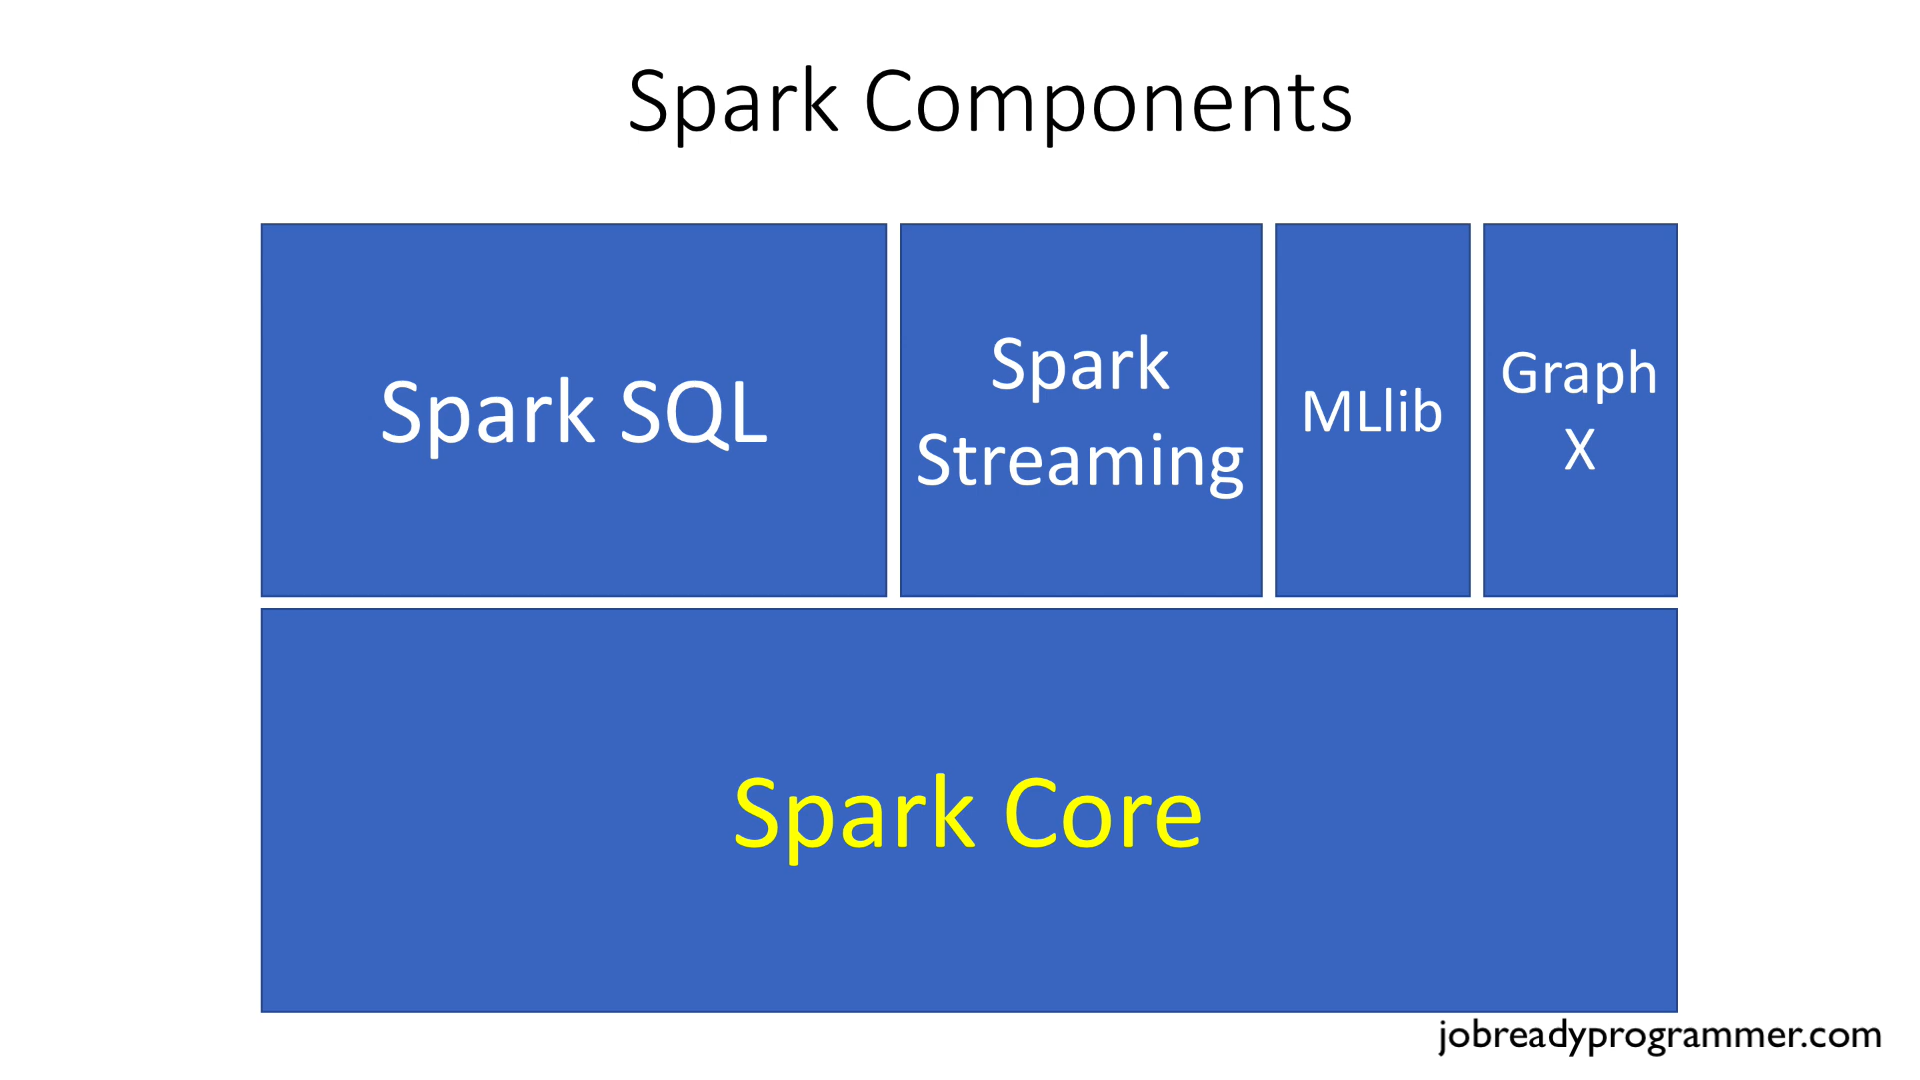 Spark Components
Spark SQL
Spark
Streaming
MLlib
Graph
X
Spark Core
jobreadyprogrammer.com